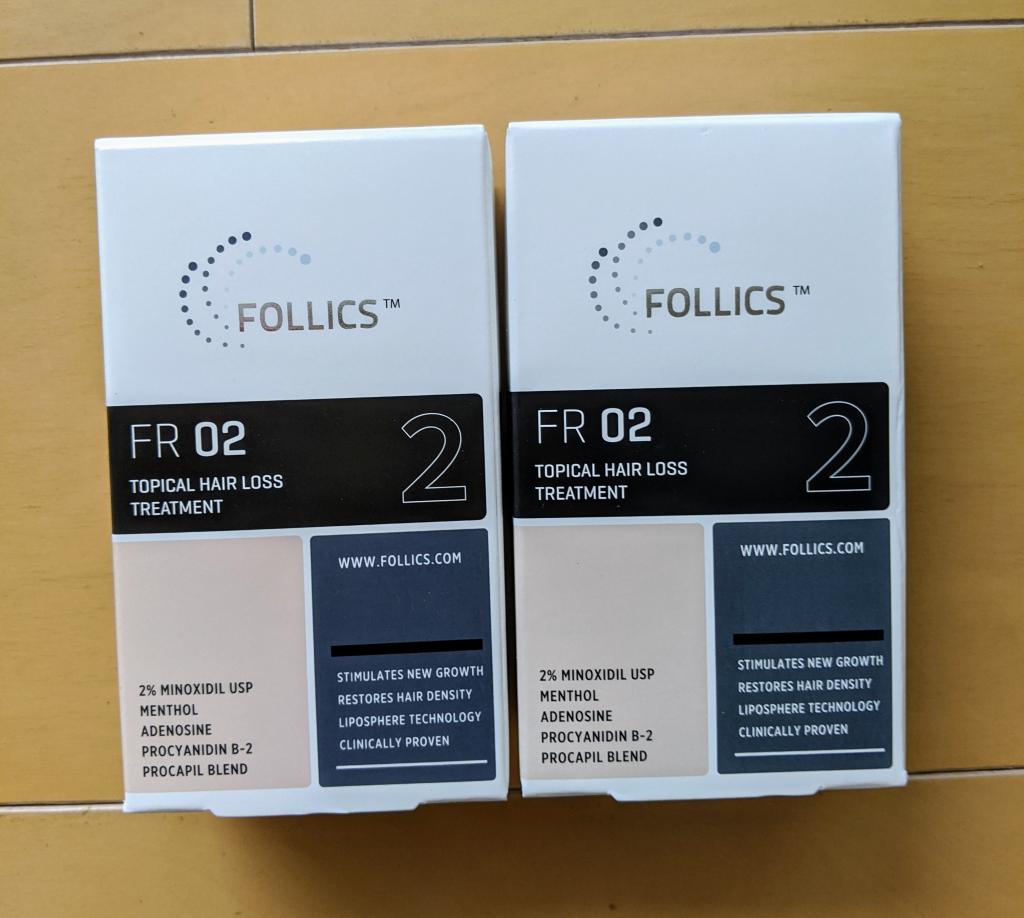 FOLLICS™
FR 02
2
TOPICAL HAIR LOSS
TREATMENT
WWW.FOLLICS.COM
2% MINOXIDIL USP
MENTHOL
ADENOSINE
PROCYANIDIN B-2
PROCAPIL BLEND
STIMULATES NEW GROWTH
RESTORES HAIR DENSITY
LIPOSPHERE TECHNOLOGY
CLINICALLY PROVEN
FOLLICS™
FR 02
2
TOPICAL HAIR LOSS
TREATMENT
WWW.FOLLICS.COM
2% MINOXIDIL USP
MENTHOL
ADENOSINE
PROCYANIDIN B-2
PROCAPIL BLEND
STIMULATES NEW GROWTH
RESTORES HAIR DENSITY
LIPOSPHERE TECHNOLOGY
CLINICALLY PROVEN